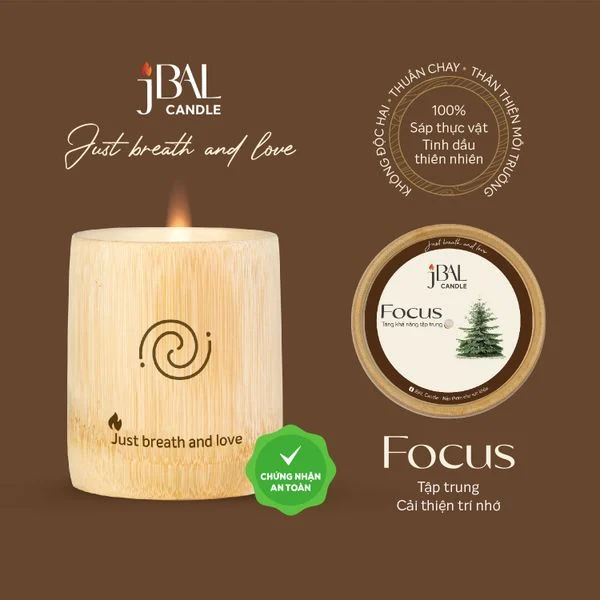 jBAL
CANDLE
Just breath and love
KHÔNG ĐỘC HẠI • THUẦN CHAY • THÂN THIỆN MÔI TRƯỜNG
100%
Sáp thực vật
Tinh dầu
thiên nhiên
Just breath and love
CHỨNG NHẬN
AN TOÀN
Just breath and love
jBAL
CANDLE
Focus
Tăng khả năng tập trung
Focus
Tập trung
Cải thiện trí nhớ